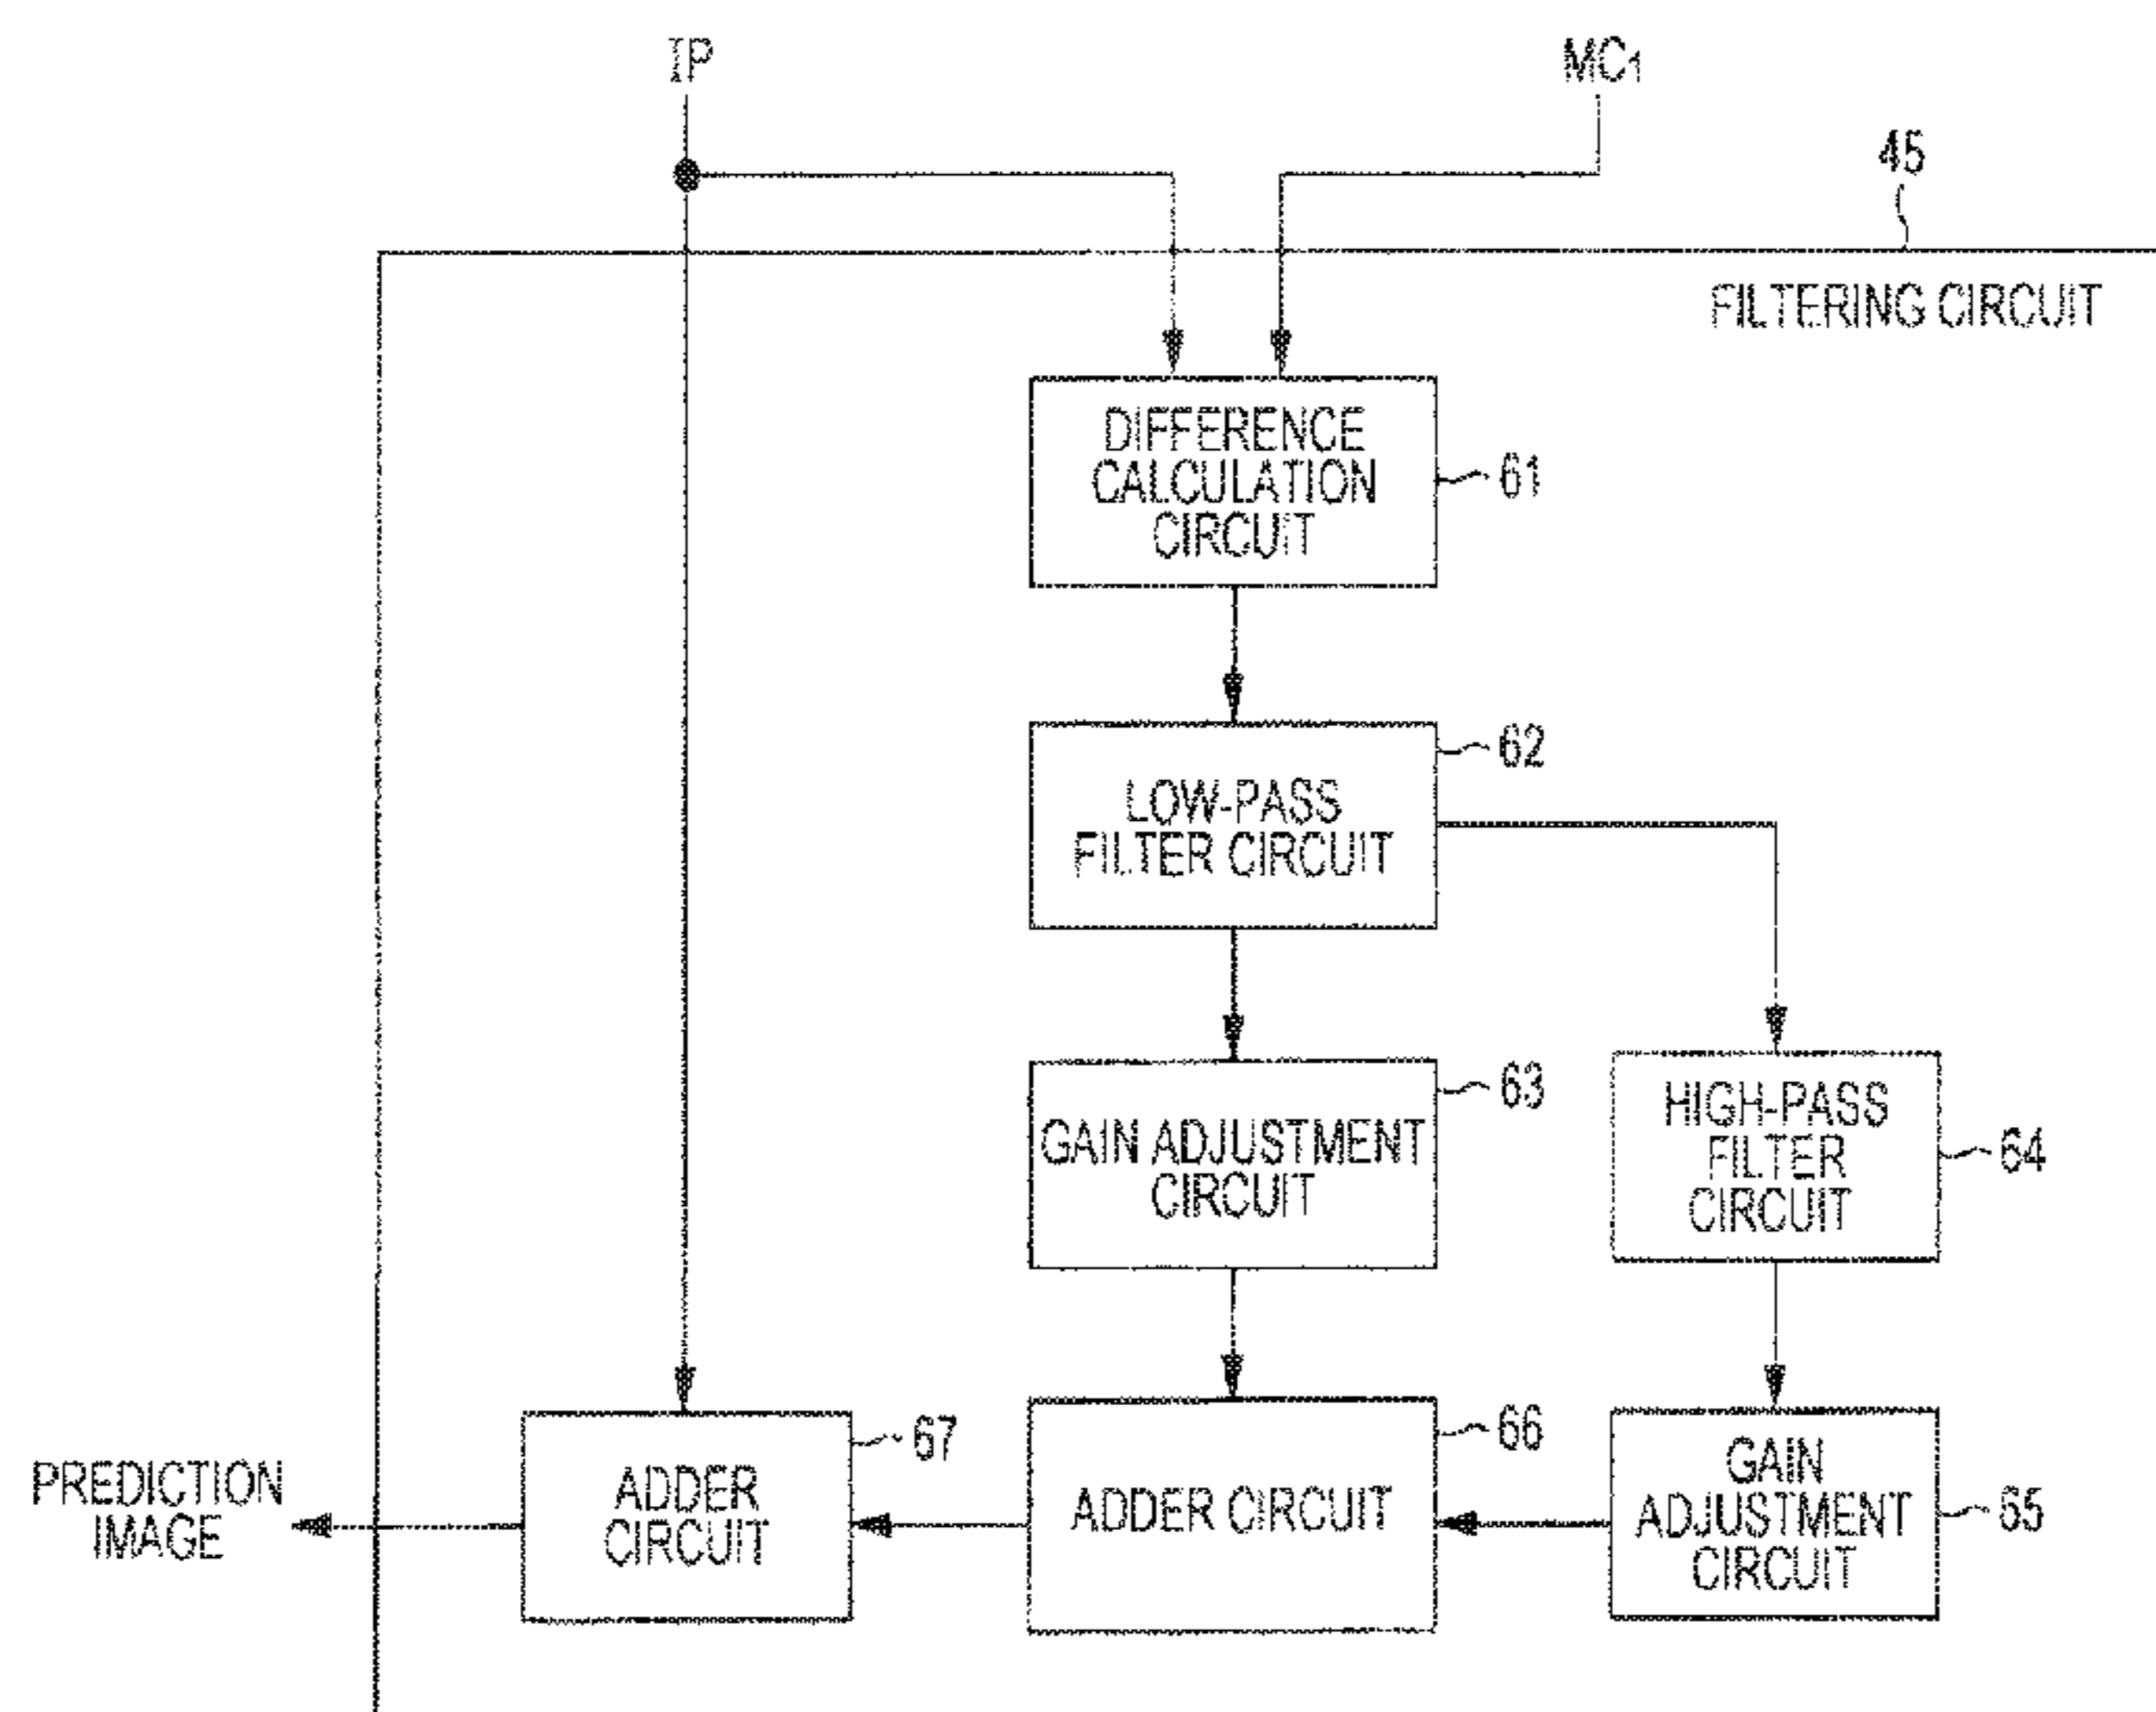 IP
MC1
45
FILTERING CIRCUIT
DIFFERENCE
CALCULATION
CIRCUIT
61
62
LOW-PASS
FILTER CIRCUIT
63
GAIN ADJUSTMENT
CIRCUIT
HIGH-PASS
FILTER
CIRCUIT
64
PREDICTION
IMAGE
67
ADDER
CIRCUIT
66
ADDER CIRCUIT
GAIN
ADJUSTMENT
CIRCUIT
65